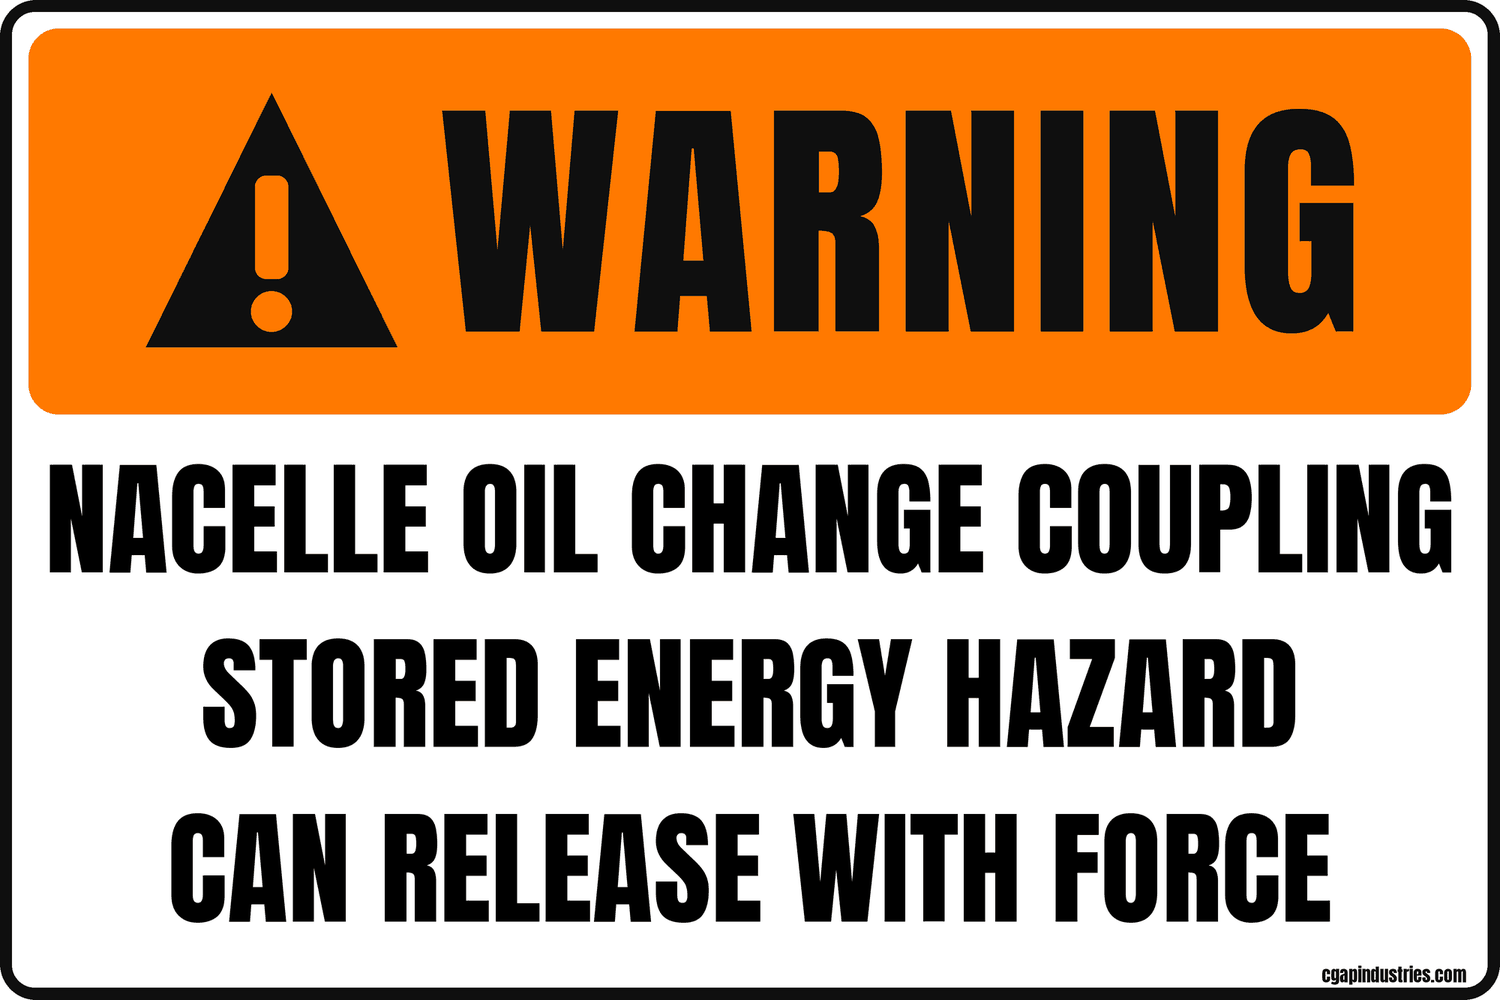 WARNING
NACELLE OIL CHANGE COUPLING
STORED ENERGY HAZARD
CAN RELEASE WITH FORCE
cgapindustries.com